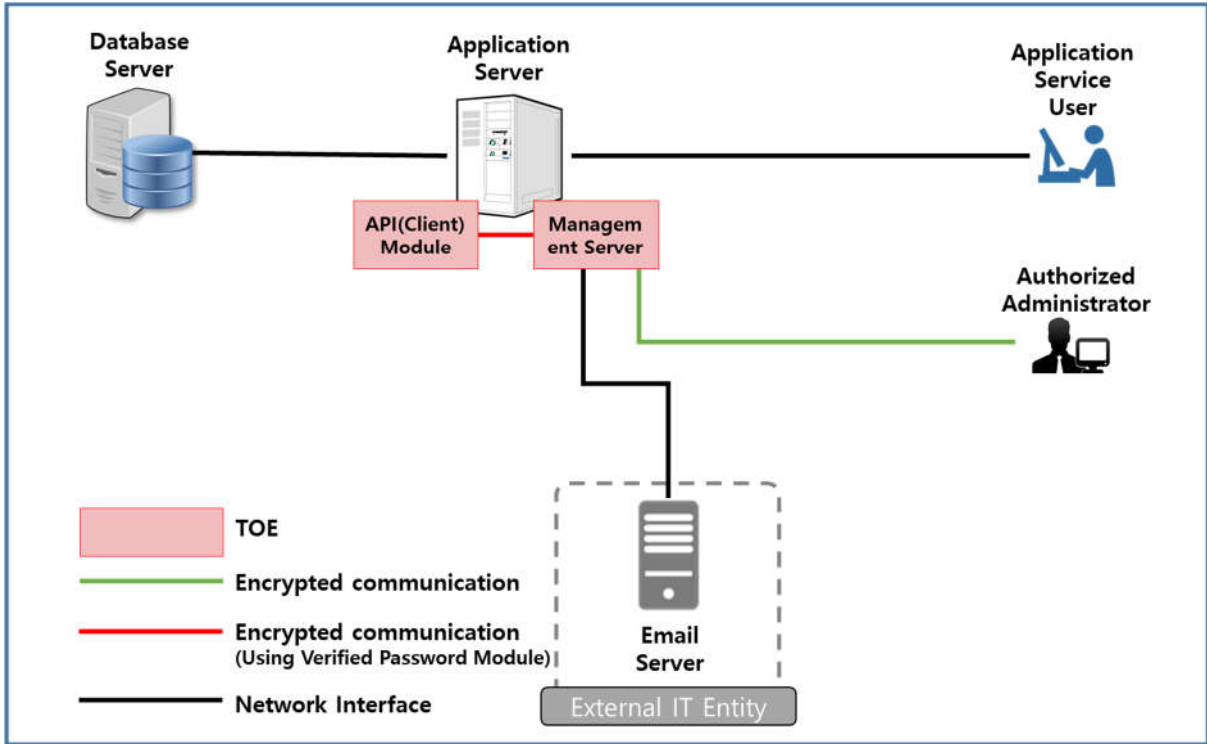 Database
Server
Application
Server
Application
Service
User
API(Client)
Module
Managem
ent Server
Authorized
Administrator
TOE
Encrypted communication
Encrypted communication
(Using Verified Password Module)
Network Interface
Email
Server
External IT Entity